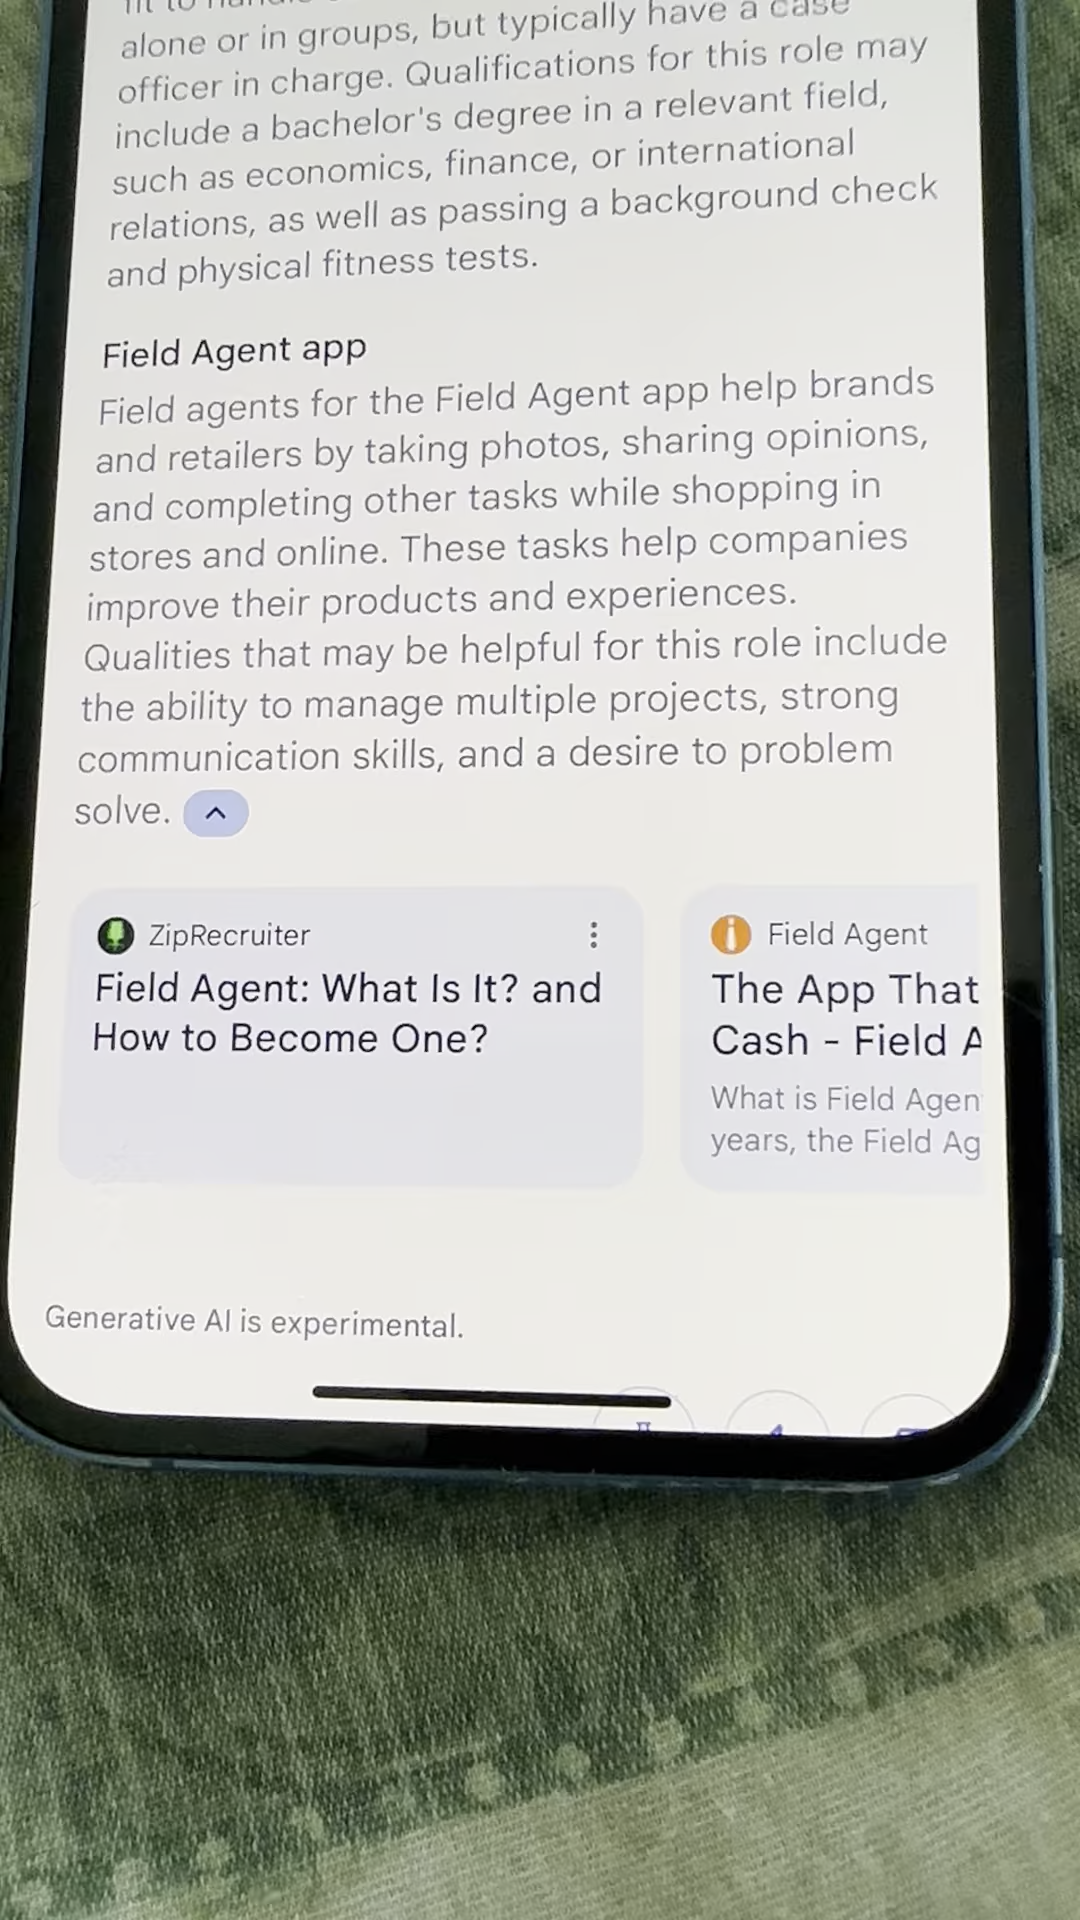 alone or in groups, but typically have a case
officer in charge. Qualifications for this role may
include a bachelor's degree in a relevant field,
such as economics, finance, or international
relations, as well as passing a background check
and physical fitness tests.
Field Agent app
Field agents for the Field Agent app help brands
and retailers by taking photos, sharing opinions,
and completing other tasks while shopping in
stores and online. These tasks help companies
improve their products and experiences.
Qualities that may be helpful for this role include
the ability to manage multiple projects, strong
communication skills, and a desire to problem
solve.
ZipRecruiter
Field Agent: What Is It? and
How to Become One?
Field Agent
The App That
Cash - Field A
What is Field Agen
years, the Field Ag
Generative AI is experimental.